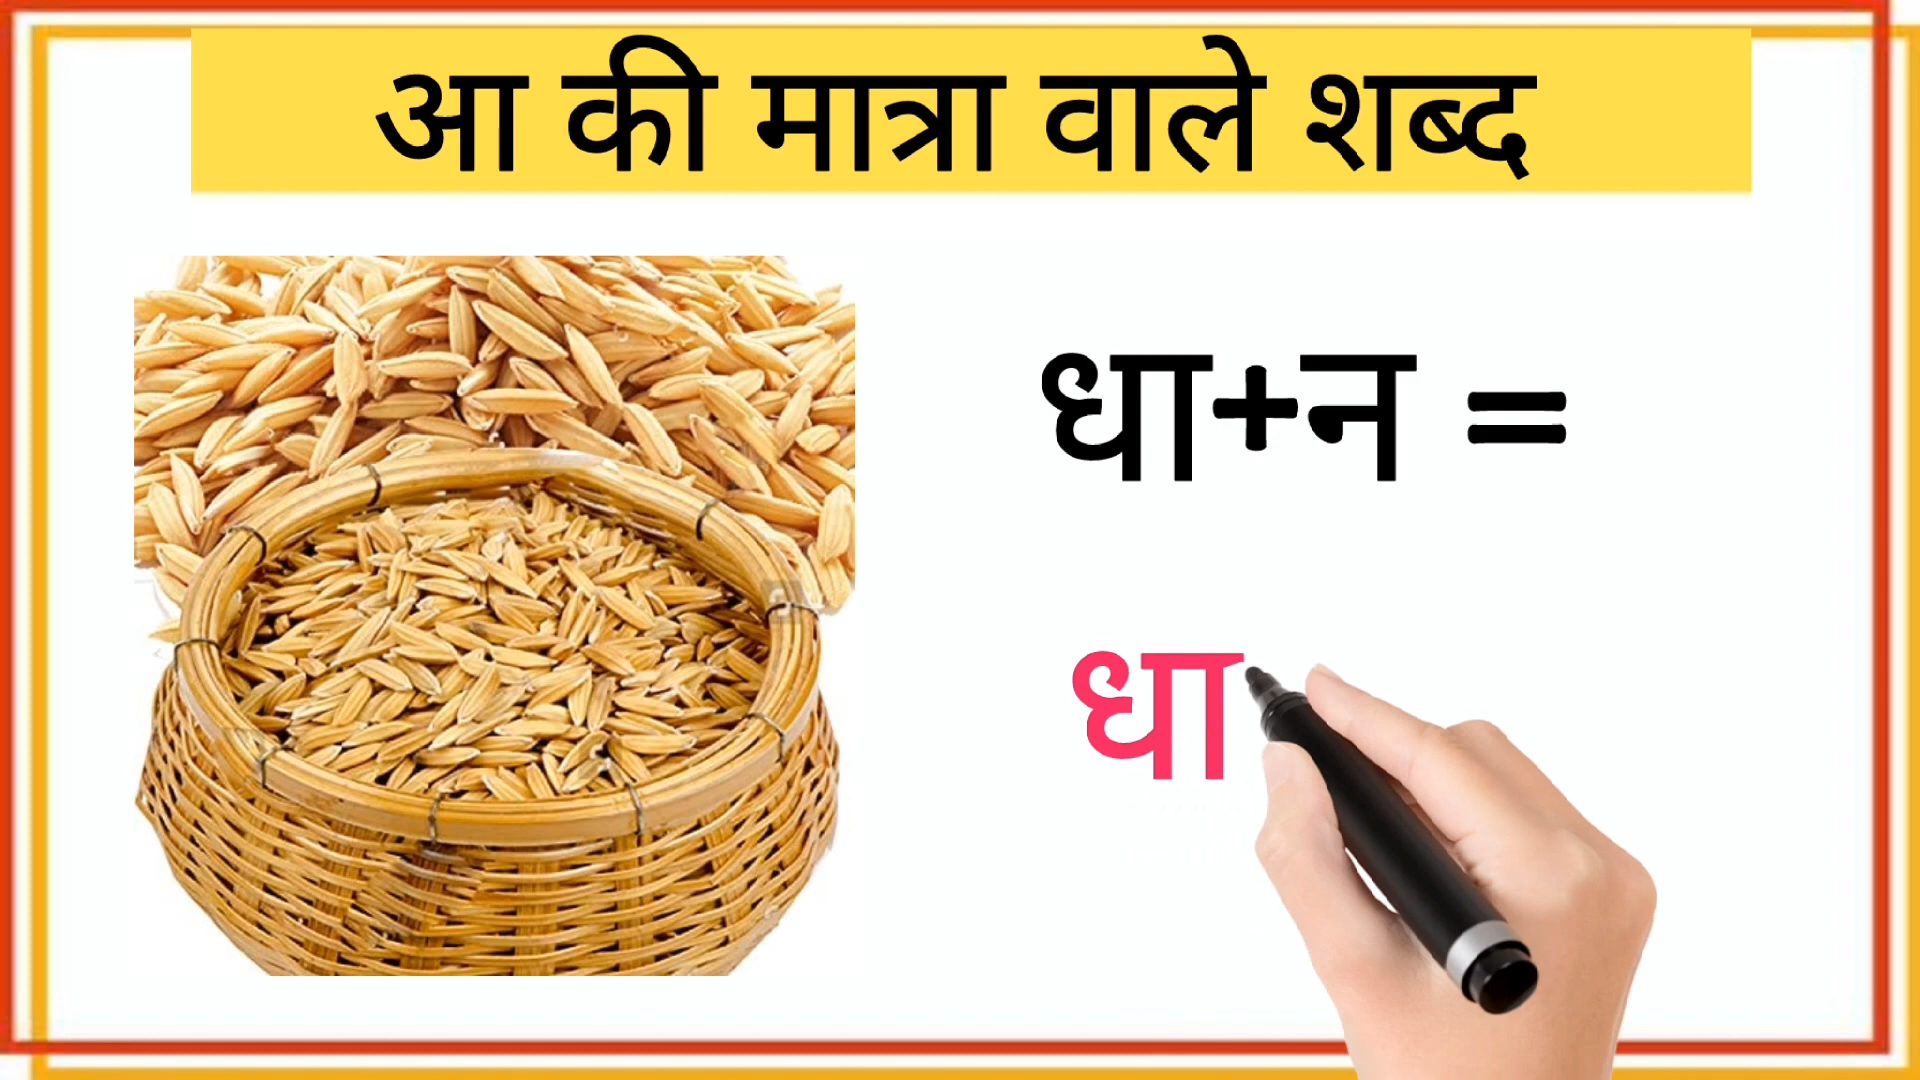 आ की मात्रा वाले शब्द
धा+न =
धा